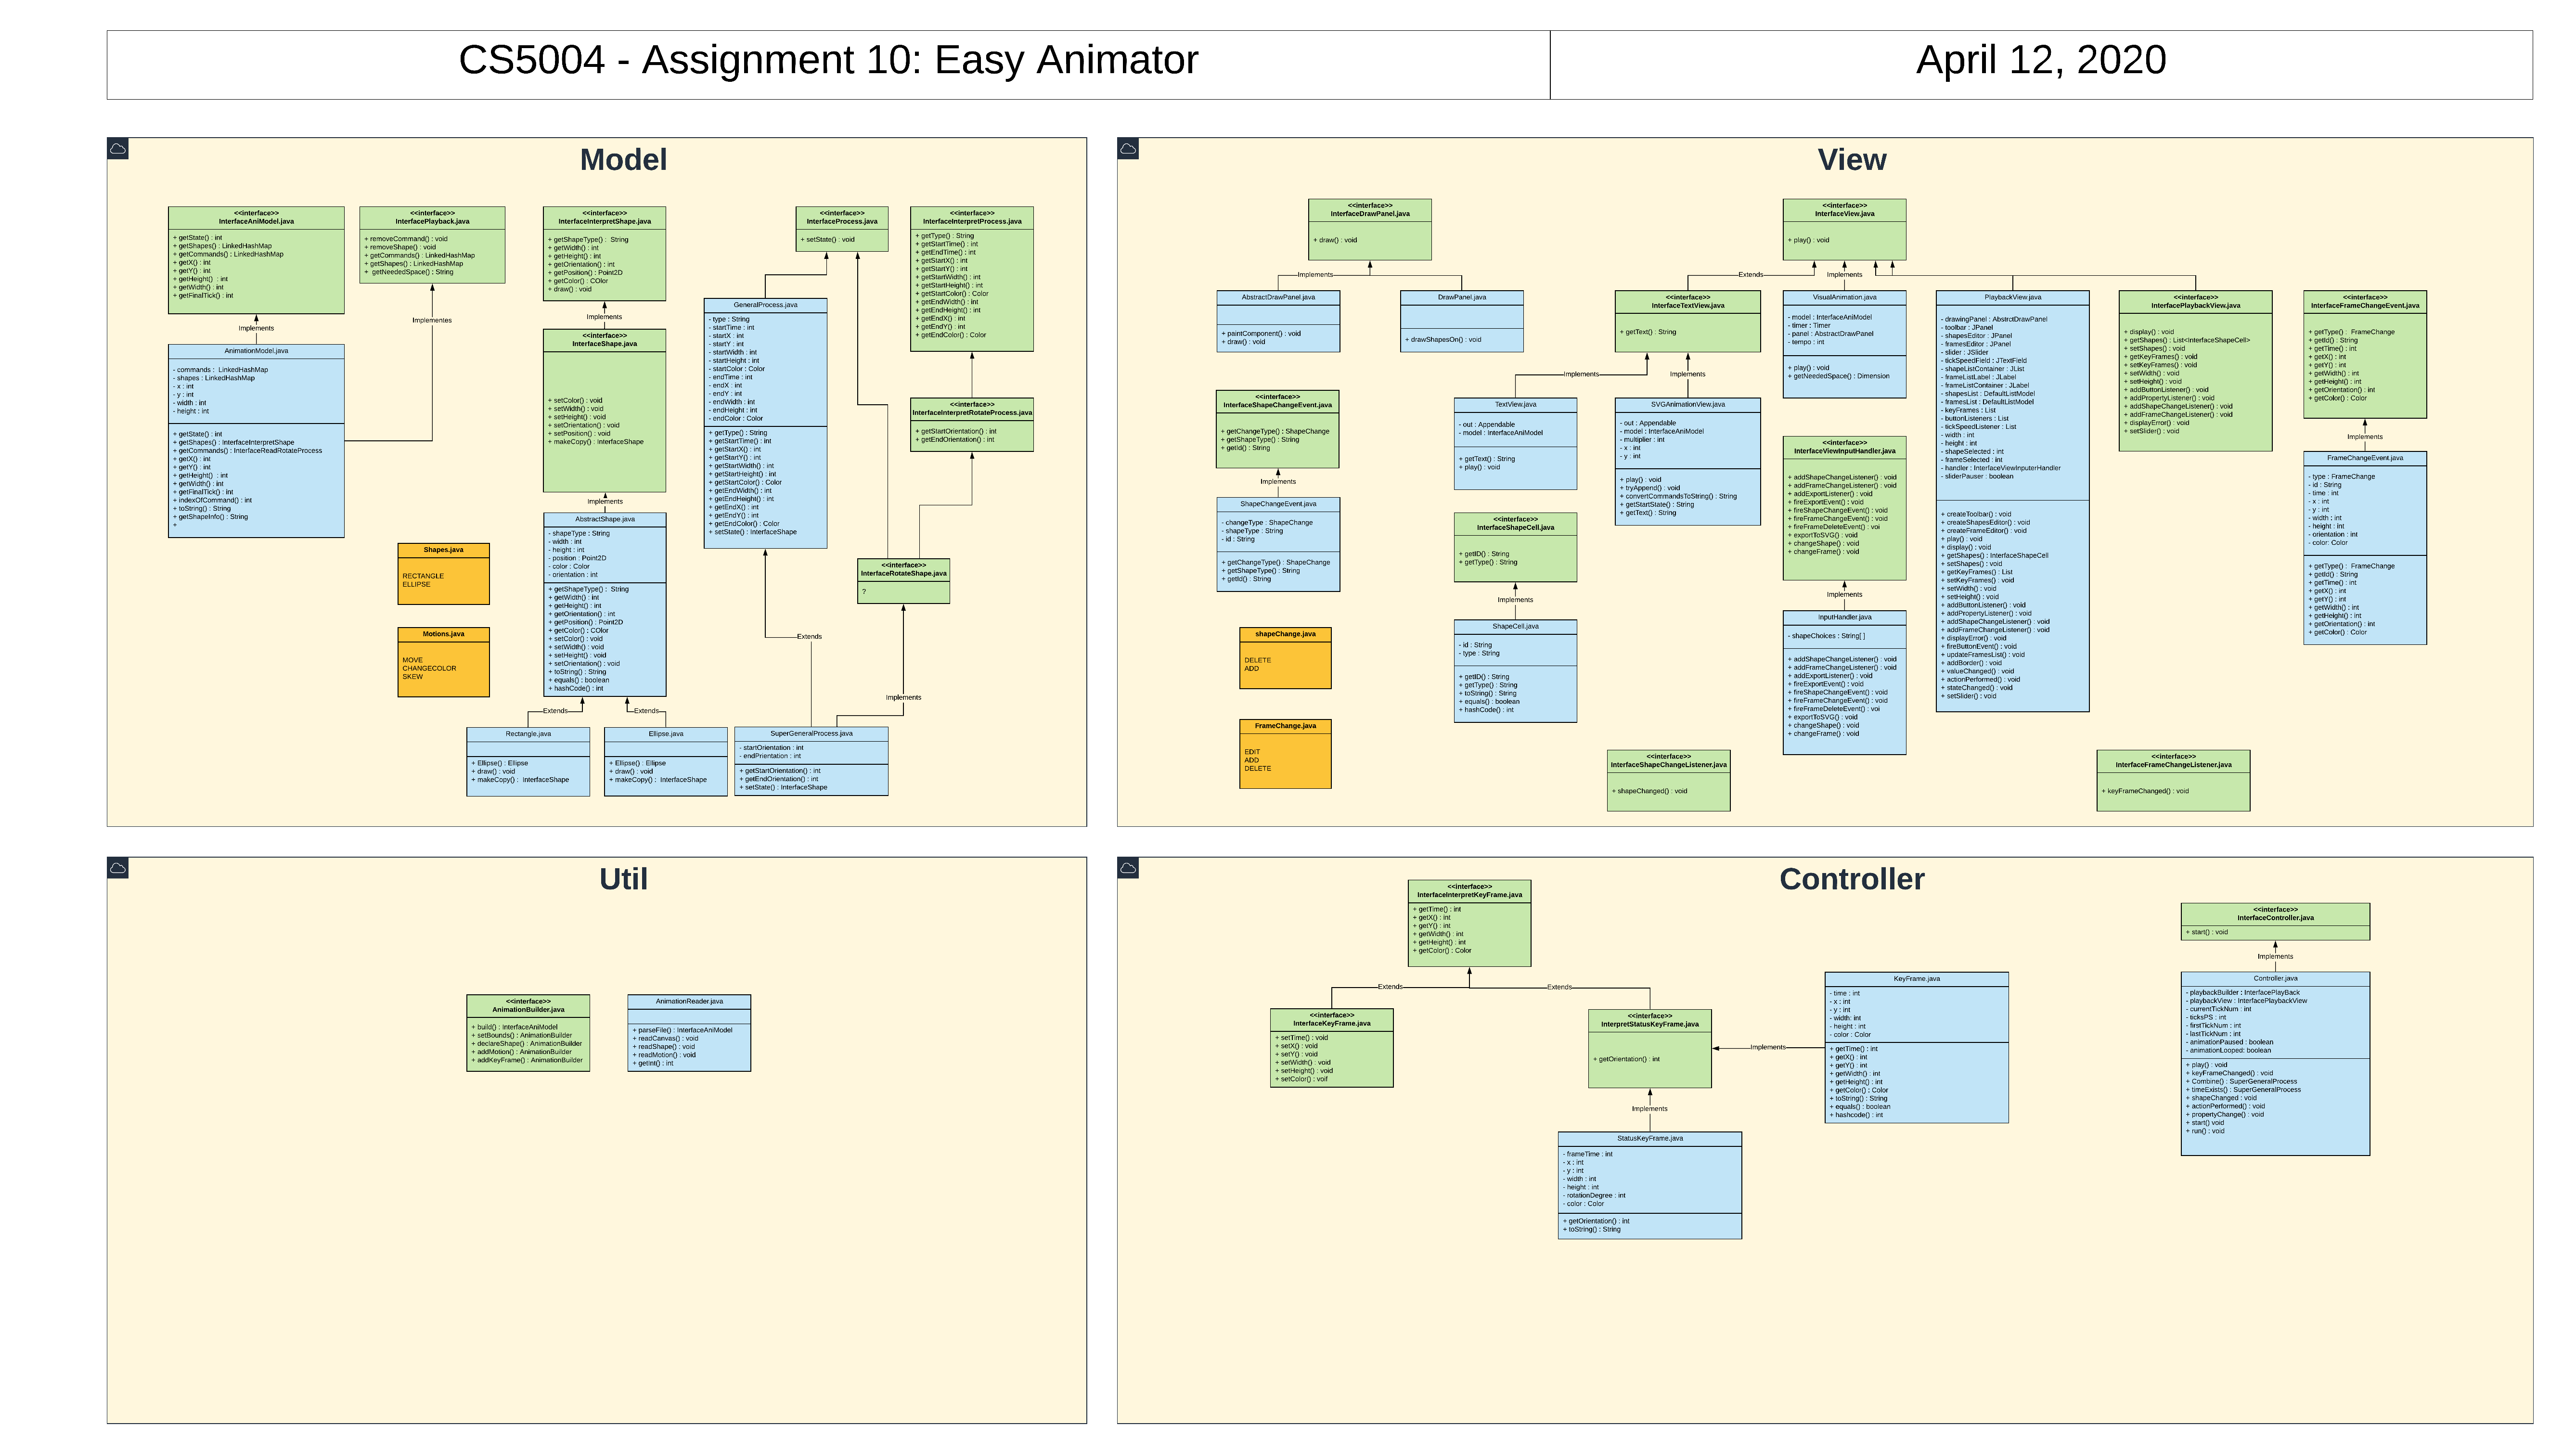 CS5004 - Assignment 10: Easy Animator
April 12, 2020
Model
<<interface>>
InterfaceAniModel.java
+ getState() : int
+ getShapes() : LinkedHashMap
+ getCommands() : LinkedHashMap
+ getX() : int
+ getY() : int
+ getHeight() : int
+ getWidth() : int
+ getFinalTick() : int
Implements
AnimationModel.java
- commands : LinkedHashMap
- shapes : LinkedHashMap
- x : int
- y : int
- width : int
- height : int
+ getState() : int
+ getShapes() : InterfaceInterpretShape
+ getCommands() : InterfaceReadRotateProcess
+ getX() : int
+ getY() : int
+ getHeight() : int
+ getWidth() : int
+ getFInalTick() : int
+ indexOfCommand() : int
+ toString() : String
+ getShapeInfo() : String
+
<<interface>>
InterfacePlayback.java
+ removeCommand() : void
+ removeShape() : void
+ getCommands() : LinkedHashMap
+ getShapes() : LinkedHashMap
+ getNeededSpace() : String
Implementes
<<interface>>
InterfaceInterpretShape.java
+ getShapeType() : String
+ getWidth() : int
+ getHeight() : int
+ getOrientation() : int
+ getPosition() : Point2D
+ getColor() : COlor
+ draw() : void
Implements
<<interface>>
InterfaceShape.java
+ setColor() : void
+ setWidth() : void
+ setHeight() : void
+ setOrientation() : void
+ setPosition() : void
+ makeCopy() : InterfaceShape
Implements
AbstractShape.java
- shapeType : String
- width : int
- height : int
- position : Point2D
- color : Color
- orientation : int
+ getShapeType() : String
+ getWidth() : int
+ getHeight() : int
+ getOrientation() : int
+ getPosition() : Point2D
+ getColor() : COlor
+ setColor() : void
+ setWidth() : void
+ setHeight() : void
+ setOrientation() : void
+ toString() : String
+ equals() : boolean
+ hashCode() : int
Shapes.java
RECTANGLE
ELLIPSE
Motions.java
MOVE
CHANGECOLOR
SKEW
Extends
Extends
Rectangle.java
+ Ellipse() : Ellipse
+ draw() : void
+ makeCopy() : InterfaceShape
Ellipse.java
+ Ellipse() : Ellipse
+ draw() : void
+ makeCopy() : InterfaceShape
<<interface>>
InterfaceProcess.java
+ setState() : void
GeneralProcess.java
- type : String
- startTime : int
- startX : int
- startY : int
- startWidth : int
- startHeight : int
- startColor : Color
- endTime : int
- endX : int
- endY : int
- endWidth : int
- endHeight : int
- endColor : Color
+ getType() : String
+ getStartTime() : int
+ getStartX() : int
+ getStartY() : int
+ getStartWidth() : int
+ getStartHeight() : int
+ getStartColor() : Color
+ getEndWidth() : int
+ getEndHeight() : int
+ getEndX() : int
+ getEndY() : int
+ getEndColor() : Color
+ setState() : InterfaceShape
Extends
<<interface>>
InterfaceInterpretProcess.java
+ getType() : String
+ getStartTime() : int
+ getEndTime() : int
+ getStartX() : int
+ getStartY() : int
+ getStartWidth() : int
+ getStartHeight() : int
+ getStartColor() : Color
+ getEndWidth() : int
+ getEndHeight() : int
+ getEndX() : int
+ getEndY() : int
+ getEndColor() : Color
<<interface>>
InterfaceInterpretRotateProcess.java
+ getStartOrientation() : int
+ getEndOrientation() : int
<<interface>>
InterfaceRotateShape.java
?
Implements
SuperGeneralProcess.java
- startOrientation : int
- endPrientation : int
+ getStartOrientation() : int
+ getEndOrientation() : int
+ setState() : InterfaceShape
View
<<interface>>
InterfaceDrawPanel.java
+ draw() : void
Implements
AbstractDrawPanel.java
+ paintComponent() : void
+ draw() : void
DrawPanel.java
+ drawShapesOn() : void
<<interface>>
InterfaceShapeChangeEvent.java
+ getChangeType() : ShapeChange
+ getShapeType() : String
+ getId() : String
Implements
ShapeChangeEvent.java
- changeType : ShapeChange
- shapeType : String
- id : String
+ getChangeType() : ShapeChange
+ getShapeType() : String
+ getId() : String
shapeChange.java
DELETE
ADD
FrameChange.java
EDIT
ADD
DELETE
<<interface>>
InterfaceView.java
+ play() : void
Extends
Implements
<<interface>>
InterfaceTextView.java
+ getText() : String
Implements
Implements
TextView.java
- out : Appendable
- model : InterfaceAniModel
+ getText() : String
+ play() : void
<<interface>>
InterfaceShapeCell.java
+ getID() : String
+ getType() : String
Implements
ShapeCell.java
- id : String
- type : String
+ getID() : String
+ getType() : String
+ toString() : String
+ equals() : boolean
+ hashCode() : int
SVGAnimationView.java
- out : Appendable
- model : InterfaceAniModel
- multiplier : int
- x : int
- y : int
+ play() : void
+ tryAppend() : void
+ convertCommandsToString() : String
+ getStartState() : String
+ getText() : String
<<interface>>
InterfaceShapeChangeListener.java
+ shapeChanged() : void
VisualAnimation.java
- model : InterfaceAniModel
- timer : Timer
- panel : AbstractDrawPanel
- tempo : int
+ play() : void
+ getNeededSpace() : Dimension
<<interface>>
InterfaceViewInputHandler.java
+ addShapeChangeListener() : void
+ addFrameChangeListener() : void
+ addExportListener() : void
+ fireExportEvent() : void
+ fireShapeChangeEvent() : void
+ fireFrameChangeEvent() : void
+ fireFrameDeleteEvent() : voi
+ exportToSVG() : void
+ changeShape() : void
+ changeFrame() : void
Implements
InputHandler.java
- shapeChoices : String[ ]
+ addShapeChangeListener() : void
+ addFrameChangeListener() : void
+ addExportListener() : void
+ fireExportEvent() : void
+ fireShapeChangeEvent() : void
+ fireFrameChangeEvent() : void
+ fireFrameDeleteEvent() : voi
+ exportToSVG() : void
+ changeShape() : void
+ changeFrame() : void
PlaybackView.java
- drawingPanel : AbstrctDrawPanel
- toolbar : JPanel
- shapesEditor : JPanel
- framesEditor : JPanel
- slider : JSlider
- tickSpeedField : JTextField
- shapeListContainer : JList
- frameListLabel : JLabel
- frameListContainer : JLabel
- shapesList : DefaultListModel
- framesList : DefaultListModel
- keyFrames : List
- buttonListeners : List
- tickSpeedListener : List
- width : int
- height : int
- shapeSelected : int
- frameSelected : int
- handler : InterfaceViewInputerHandler
- sliderPauser : boolean
+ createToolbar() : void
+ createShapesEditor() : void
+ createFrameEditor() : void
+ play() : void
+ display() : void
+ getShapes() : InterfaceShapeCell
+ setShapes() : void
+ getKeyFrames() : List
+ setKeyFrames() : void
+ setWidth() : void
+ setHeight() : void
+ addButtonListener() : void
+ addPropertyListener() : void
+ addShapeChangeListener() : void
+ addFrameChangeListener() : void
+ displayError() : void
+ fireButtonEvent() : void
+ updateFramesList() : void
+ addBorder() : void
+ valueChanged() : void
+ actionPerformed() : void
+ stateChanged() : void
+ setSlider() : void
<<interface>>
InterfacePlaybackView.java
+ display() : void
+ getShapes() : List<InterfaceShapeCell>
+ setShapes() : void
+ getKeyFrames() : void
+ setKeyFrames() : void
+ setWidth() : void
+ setHeight() : void
+ addButtonListener() : void
+ addPropertyListener() : void
+ addShapeChangeListener() : void
+ addFrameChangeListener() : void
+ displayError() : void
+ setSlider() : void
<<interface>>
InterfaceFrameChangeEvent.java
+ getType() : FrameChange
+ getId() : String
+ getTime() : int
+ getX() : int
+ getY() : int
+ getWidth() : int
+ getHeight() : int
+ getOrientation() : int
+ getColor() : Color
Implements
FrameChangeEvent.java
- type : FrameChange
- id : String
- time : int
- x : int
- y : int
- width : int
- height : int
- orientation : int
- color: Color
+ getType() : FrameChange
+ getId() : String
+ getTime() : int
+ getX() : int
+ getY() : int
+ getWidth() : int
+ getHeight() : int
+ getOrientation() : int
+ getColor() : Color
<<interface>>
InterfaceFrameChangeListener.java
+ keyFrameChanged() : void
Util
<<interface>>
AnimationBuilder.java
+ build() : InterfaceAniModel
+ setBounds() : AnimationBuilder
+ declareShape() : AnimationBuilder
+ addMotion() : AnimationBuilder
+ addKeyFrame() : AnimationBuilder
AnimationReader.java
+ parseFile() : InterfaceAniModel
+ readCanvas() : void
+ readShape() : void
+ readMotion() : void
+ getInt() : int
Controller
<<interface>>
InterfaceInterpretKeyFrame.java
+ getTime() : int
+ getX() : int
+ getY() : int
+ getWidth() : int
+ getHeight() : int
+ getColor() : Color
Extends
Extends
<<interface>>
InterfaceKeyFrame.java
+ setTime() : void
+ setX() : void
+ setY() : void
+ setWidth() : void
+ setHeight() : void
+ setColor() : voif
<<interface>>
InterpretStatusKeyFrame.java
+ getOrientation() : int
Implements
Implements
StatusKeyFrame.java
- frameTime : int
- x : int
- y : int
- width : int
- height : int
- rotationDegree : int
- color : Color
+ getOrientation() : int
+ toString() : String
KeyFrame.java
- time : int
- x : int
- y : int
- width: int
- height : int
- color : Color
+ getTime() : int
+ getX() : int
+ getY() : int
+ getWidth() : int
+ getHeight() : int
+ getColor() : Color
+ toString() : String
+ equals() : boolean
+ hashcode() : int
<<interface>>
InterfaceController.java
+ start() : void
Implements
Controller.java
- playbackBuilder : InterfacePlayBack
- playbackView : InterfacePlaybackView
- currentTickNum : int
- ticksPS : int
- firstTickNum : int
- lastTickNum : int
- animationPaused : boolean
- animationLooped: boolean
+ play() : void
+ keyFrameChanged() : void
+ Combine() : SuperGeneralProcess
+ timeExists() : SuperGeneralProcess
+ shapeChanged : void
+ actionPerformed() : void
+ propertyChange() : void
+ start() void
+ run() : void